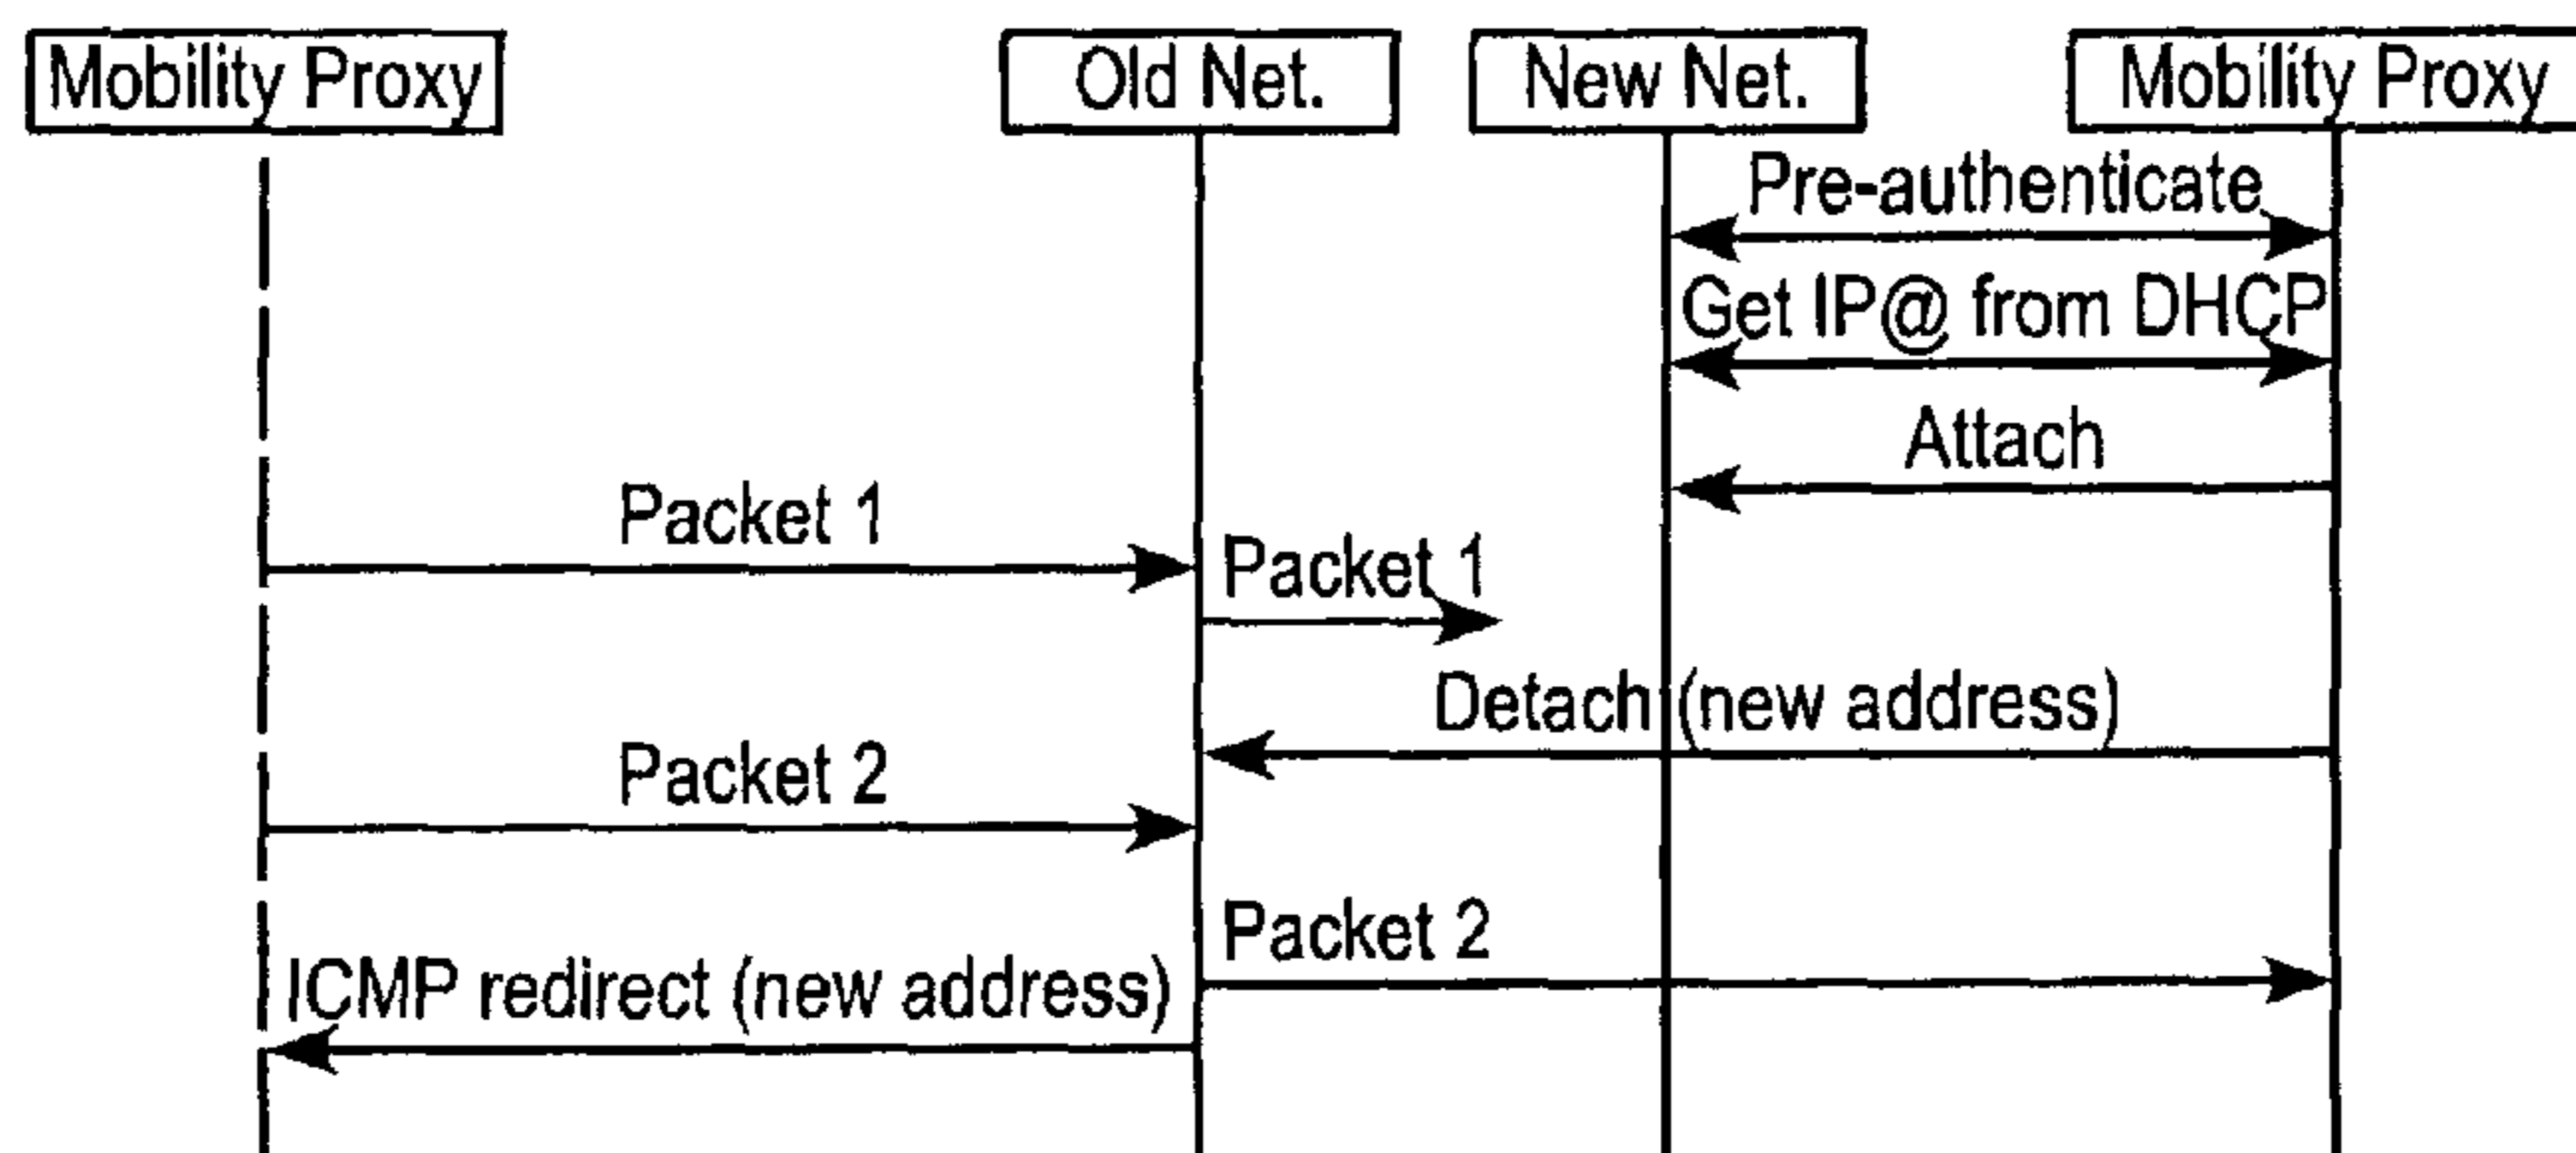 Mobility Proxy
Old Net.
New Net.
Mobility Proxy
Pre-authenticate
Get IP@ from DHCP
Attach
Packet 1
Packet 1
Detach (new address)
Packet 2
Packet 2
ICMP redirect (new address)